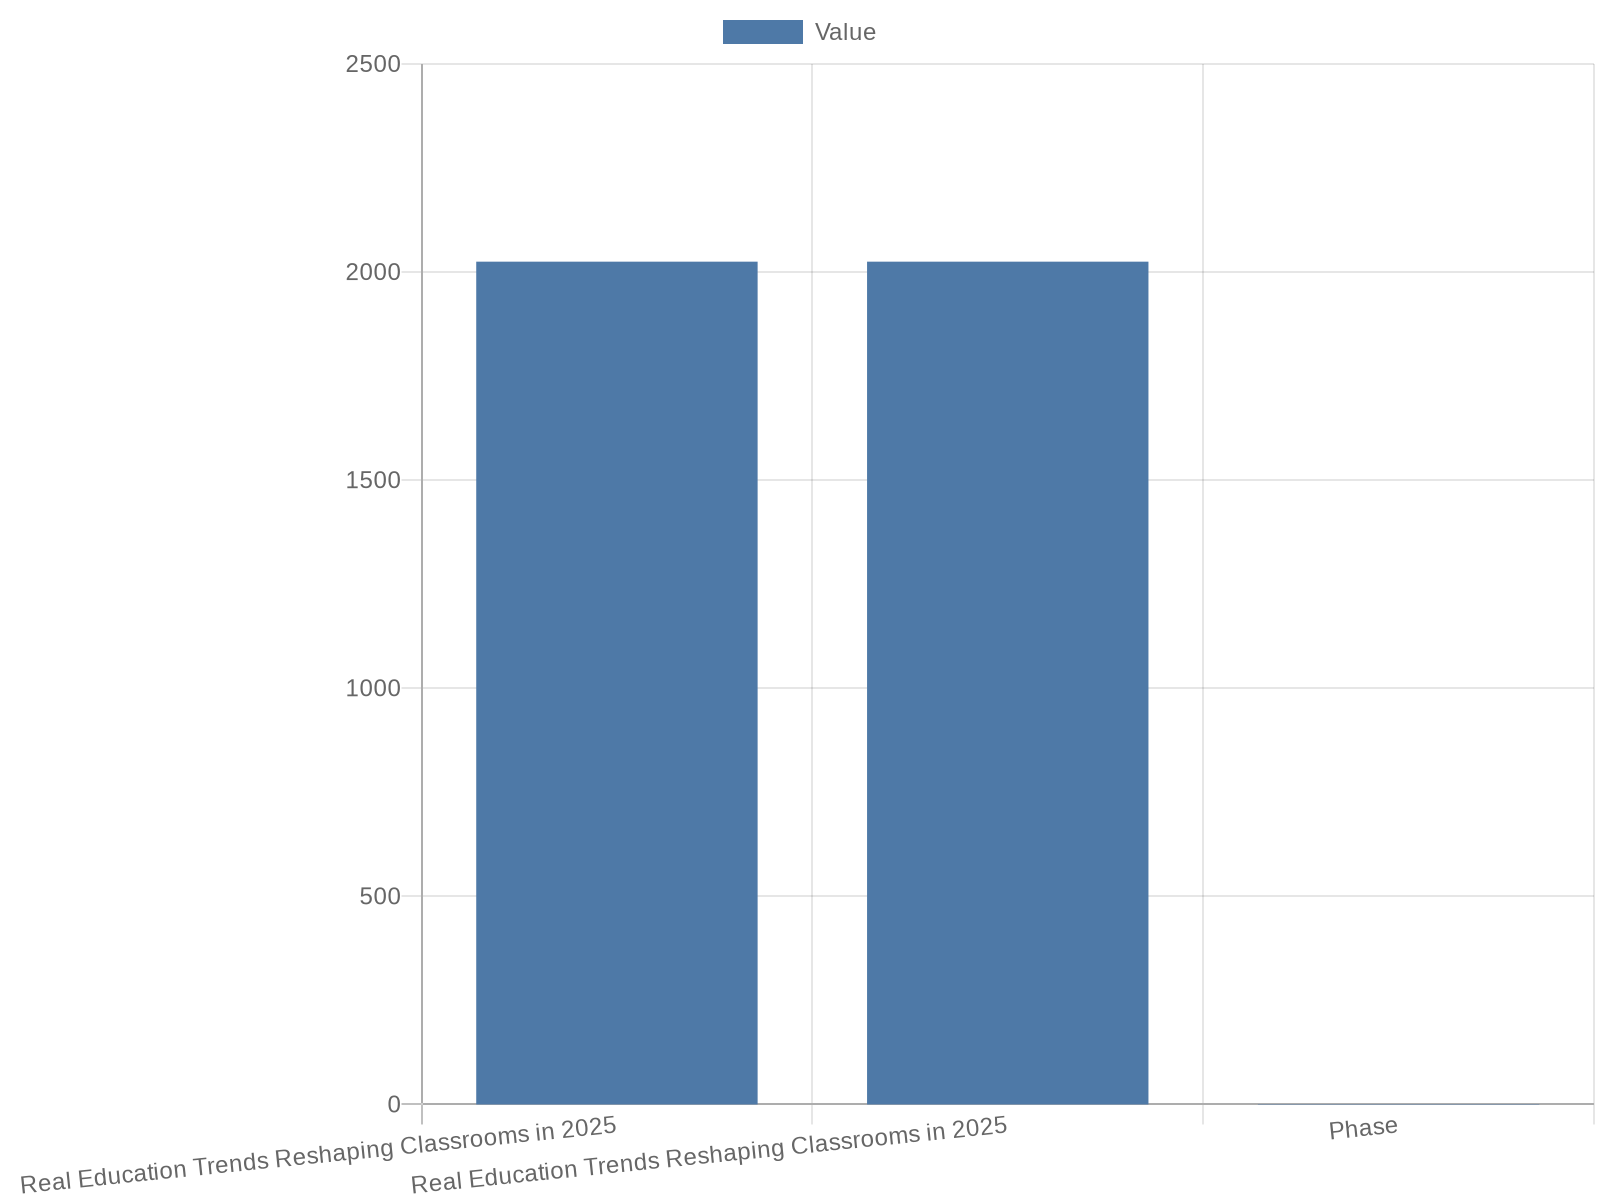 Value
2500
2000
1500
1000
500
0
Real Education Trends Reshaping Classrooms in 2025
Real Education Trends Reshaping Classrooms in 2025
Phase